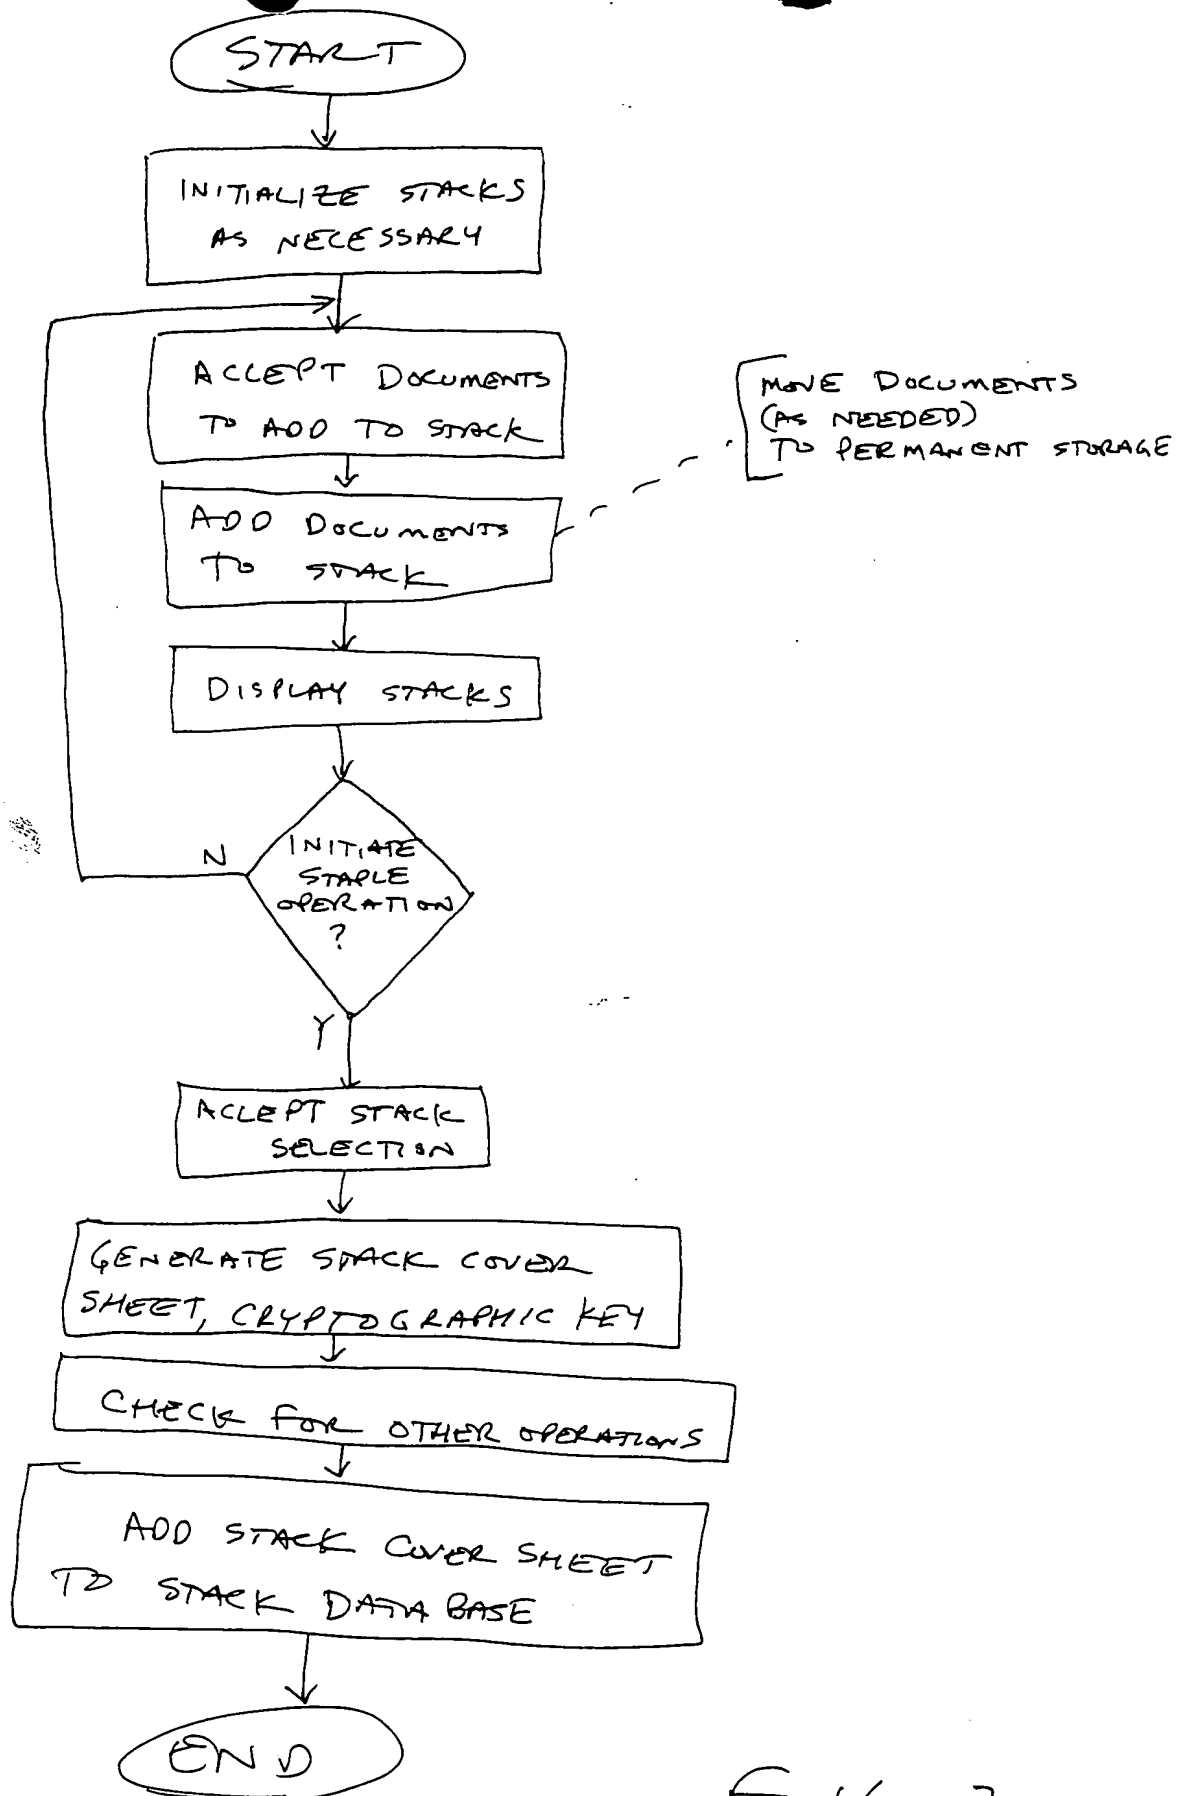 START
INITIALIZE STACKS
AS NECESSARY
ACCEPT DOCUMENTS
TO ADD TO STACK
MOVE DOCUMENTS
(AS NEEDED)
TO PERMANENT STORAGE
ADD DOCUMENTS
TO STACK
DISPLAY STACKS
INITIATE
STAPLE
OPERATION
?
N
Y
ACCEPT STACK
SELECTION
GENERATE STACK COVER
SHEET, CRYPTOGRAPHIC KEY
CHECK FOR OTHER OPERATIONS
ADD STACK COVER SHEET
TO STACK DATABASE
END